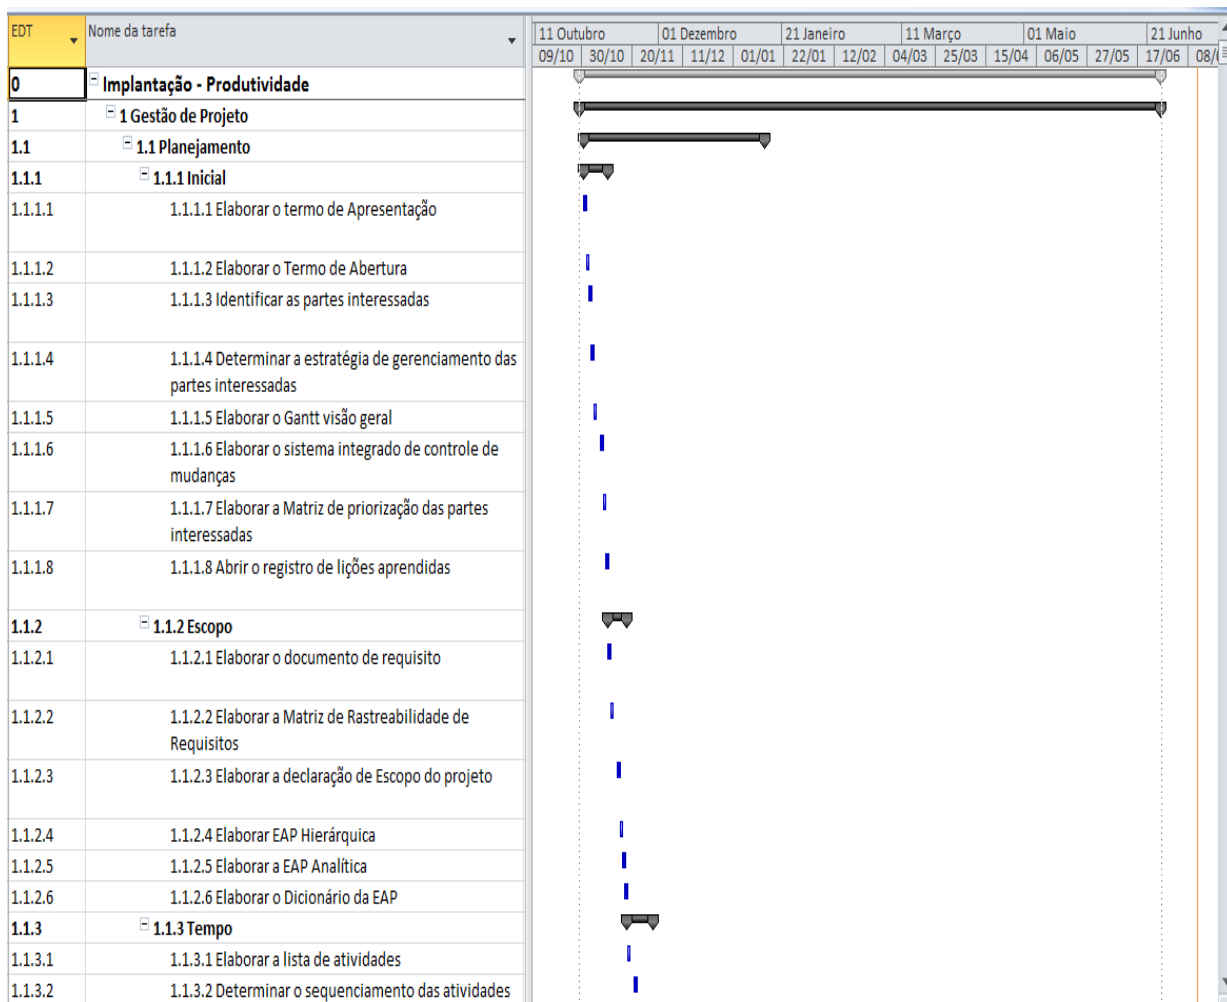 EDT Nome da tarefa
11 Outubro 01 Dezembro 21 Janeiro 11 Março 01 Maio 21 Junho
09/10 30/10 20/11 11/12 01/01 22/01 12/02 04/03 25/03 15/04 06/05 27/05 17/06
0 Implantação - Produtividade
1 1 Gestão de Projeto
1.1 1.1 Planejamento
1.1.1 1.1.1 Inicial
1.1.1.1 1.1.1.1 Elaborar o termo de Apresentação
1.1.1.2 1.1.1.2 Elaborar o Termo de Abertura
1.1.1.3 1.1.1.3 Identificar as partes interessadas
1.1.1.4 1.1.1.4 Determinar a estratégia de gerenciamento das
partes interessadas
1.1.1.5 1.1.1.5 Elaborar o Gantt visão geral
1.1.1.6 1.1.1.6 Elaborar o sistema integrado de controle de
mudanças
1.1.1.7 1.1.1.7 Elaborar a Matriz de priorização das partes
interessadas
1.1.1.8 1.1.1.8 Abrir o registro de lições aprendidas
1.1.2 1.1.2 Escopo
1.1.2.1 1.1.2.1 Elaborar o documento de requisito
1.1.2.2 1.1.2.2 Elaborar a Matriz de Rastreabilidade de
Requisitos
1.1.2.3 1.1.2.3 Elaborar a declaração de Escopo do projeto
1.1.2.4 1.1.2.4 Elaborar EAP Hierárquica
1.1.2.5 1.1.2.5 Elaborar a EAP Analítica
1.1.2.6 1.1.2.6 Elaborar o Dicionário da EAP
1.1.3 1.1.3 Tempo
1.1.3.1 1.1.3.1 Elaborar a lista de atividades
1.1.3.2 1.1.3.2 Determinar o sequenciamento das atividades